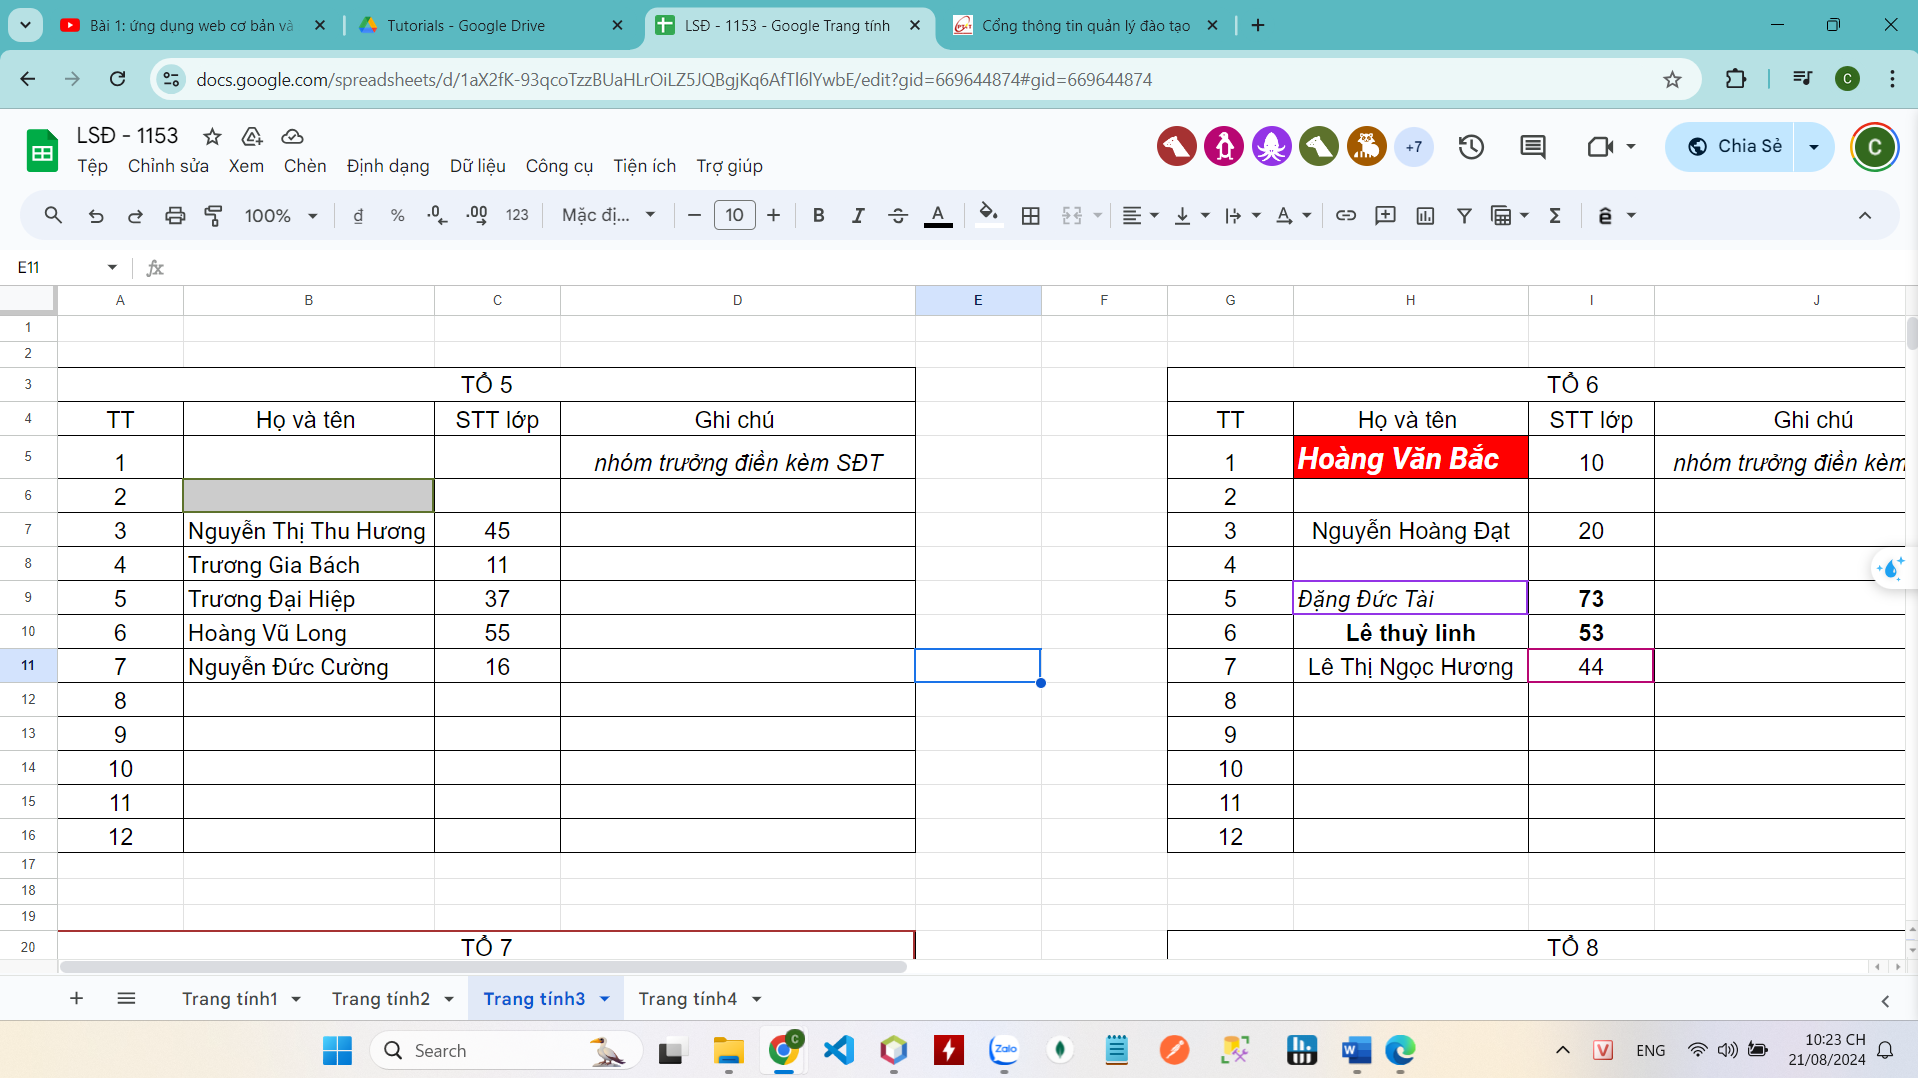 Bài 1: ứng dụng web cơ bản và
Tutorials - Google Drive
LSĐ - 1153 - Google Trang tính
Cổng thông tin quản lý đào tạo
docs.google.com/spreadsheets/d/1aX2fK-93qcoTzzBUaHLrOiLZ5JQBgjKq6AfTl6lYwbE/edit?gid=669644874#gid=669644874
C
LSĐ - 1153
Tệp Chỉnh sửa Xem Chèn Định dạng Dữ liệu Công cụ Tiện ích Trợ giúp
+7
Chia Sẻ
C
100% đ % .0 .00 123 Mặc đị... 10 B I A
E11 fx
A B C D E F G H I J
1
2
3 TỔ 5 TỔ 6
4 TT Họ và tên STT lớp Ghi chú TT Họ và tên STT lớp Ghi chú
5 1 nhóm trưởng điền kèm SĐT 1 Hoàng Văn Bắc 10 nhóm trưởng điền kèm
6 2 2
7 3 Nguyễn Thị Thu Hương 45 3 Nguyễn Hoàng Đạt 20
8 4 Trương Gia Bách 11 4
9 5 Trương Đại Hiệp 37 5 Đặng Đức Tài 73
10 6 Hoàng Vũ Long 55 6 Lê thuỳ linh 53
11 7 Nguyễn Đức Cường 16 7 Lê Thị Ngọc Hương 44
12 8 8
13 9 9
14 10 10
15 11 11
16 12 12
17
18
19
20 TỔ 7 TỔ 8
Trang tính1 Trang tính2 Trang tính3 Trang tính4
Search
C
Zalo
W
V
ENG
10:23 CH
21/08/2024